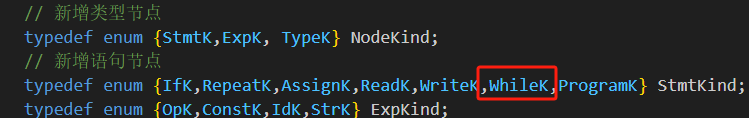 // 新增类型节点
typedef enum {StmtK,ExpK, TypeK} NodeKind;
// 新增语句节点
typedef enum {IfK,RepeatK,AssignK,ReadK,WriteK,WhileK,ProgramK} StmtKind;
typedef enum {OpK,ConstK,IdK,StrK} ExpKind;